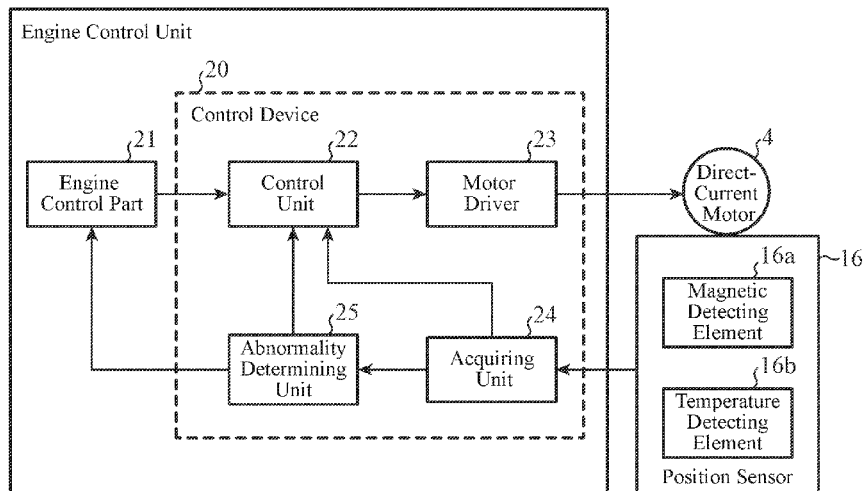 Engine Control Unit
20
Control Device
21
Engine
Control Part
22
Control
Unit
23
Motor
Driver
4
Direct-
Current
Motor
16
16a
Magnetic
Detecting
Element
25
Abnormality
Determining
Unit
24
Acquiring
Unit
16b
Temperature
Detecting
Element
Position Sensor